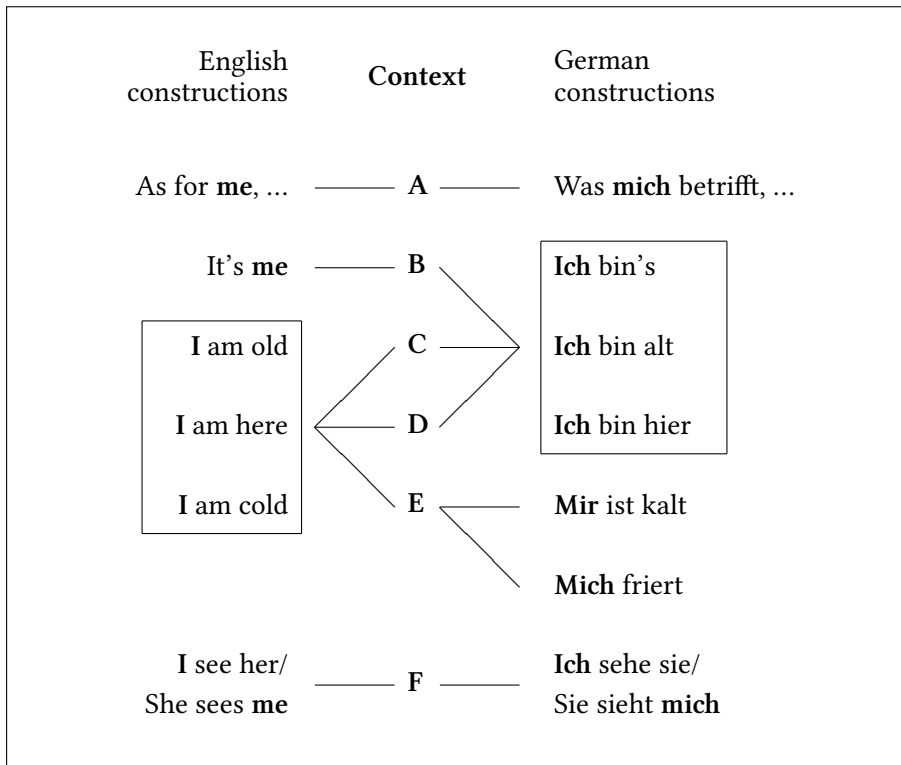 English constructions
Context
German constructions
As for me, … A Was mich betrifft, …
It's me B Ich bin's
I am old C Ich bin alt
I am here D Ich bin hier
I am cold E Mir ist kalt
Mich friert
I see her/
She sees me
F
Ich sehe sie/
Sie sieht mich